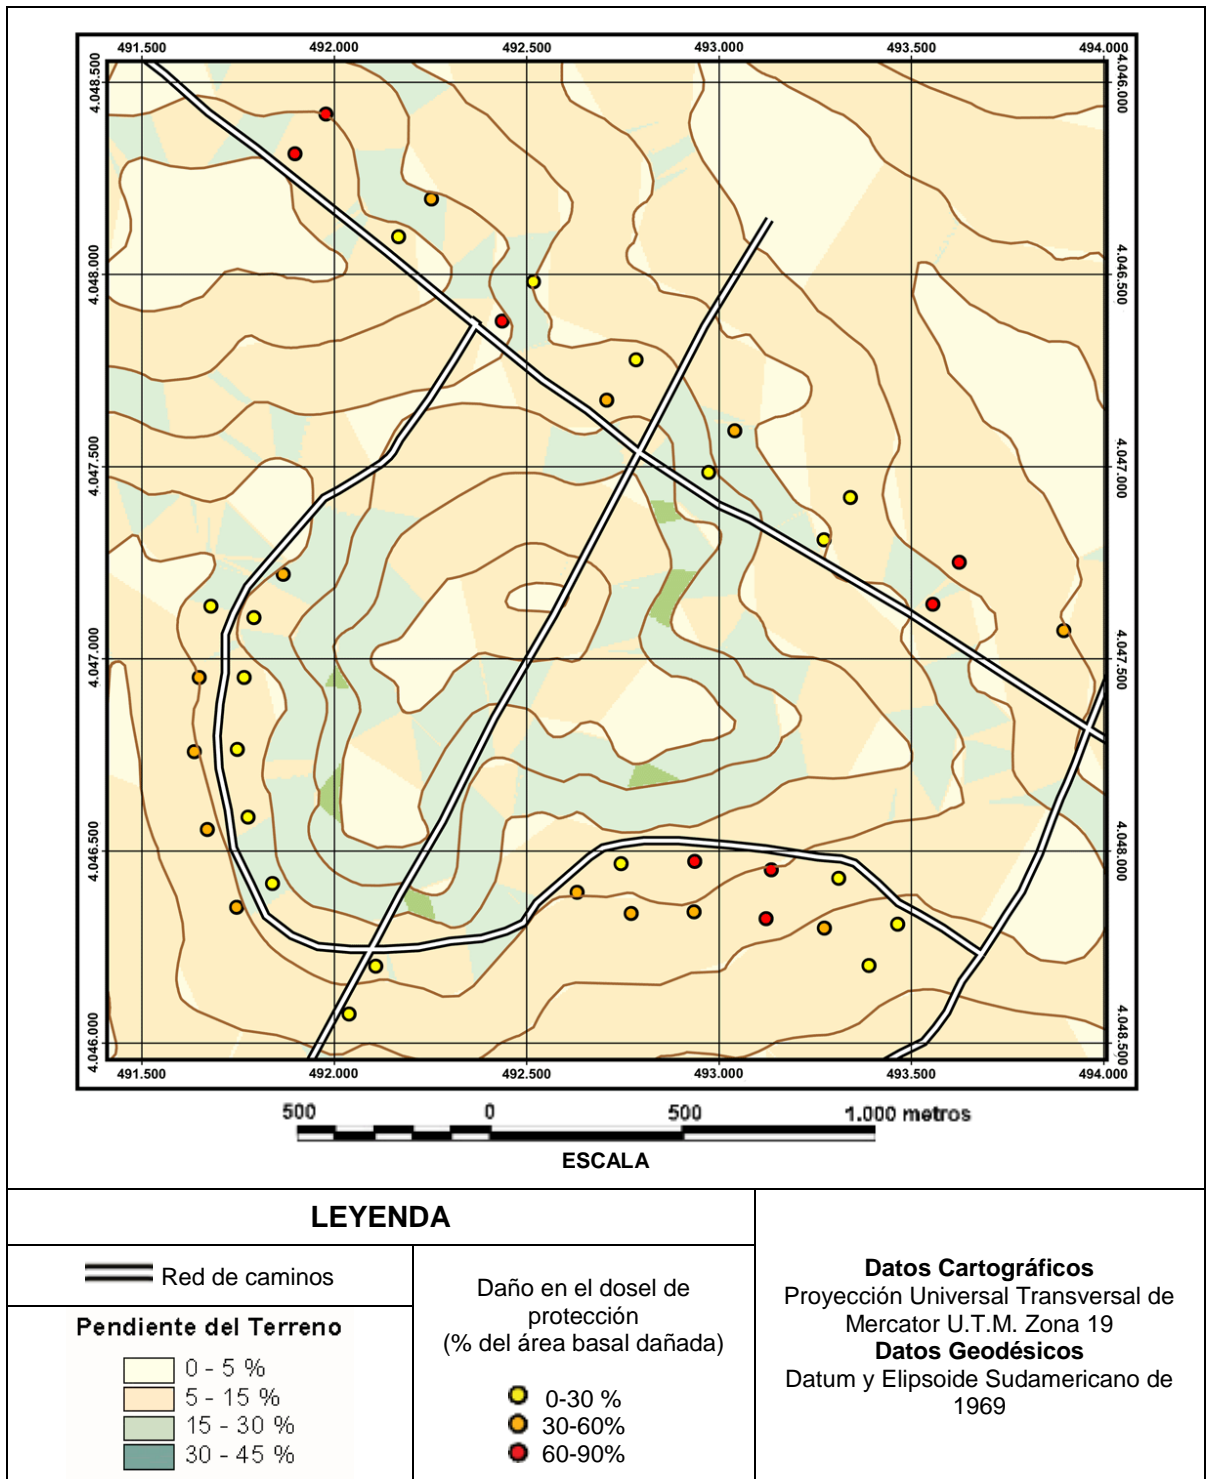 491.500 492.000 492.500 493.000 493.500 494.000
4.048.500
4.048.000
4.047.500
4.047.000
4.046.500
4.046.000
4.046.000
4.046.500
4.047.000
4.047.500
4.048.000
4.048.500
491.500 492.000 492.500 493.000 493.500 494.000
500 0 500 1.000 metros
ESCALA
LEYENDA
Red de caminos
Pendiente del Terreno
0 - 5 %
5 - 15 %
15 - 30 %
30 - 45 %
Daño en el dosel de
protección
(% del área basal dañada)
0-30 %
30-60%
60-90%
Datos Cartográficos
Proyección Universal Transversal de
Mercator U.T.M. Zona 19
Datos Geodésicos
Datum y Elipsoide Sudamericano de
1969